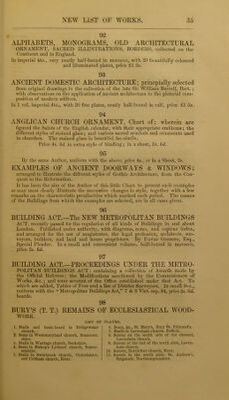 NEW LIST OF WORKS. 35
92
ALPHABETS, MONOGRAMS, OLD ARCHITECTURAL
ORNAMENT, SACRED ILLUSTRATIONS, BORDERS, collected on the
Continent and in England.
In imperial 4to., very neatly half-bound in morocco, with 20 beautifully coloured
and illuminated plates, price £2 2s.
93
ANCIENT DOMESTIC ARCHITECTURE; principally selected
from original drawings in the collection of the late Sir William Burrell, Bart.;
with observations on the application of ancient architecture to the pictorial com-
position of modern edifices.
In 1 vol. imperial 4to., with 20 fine plates, neatly half-bound in calf, price
94
ANGLICAN CHURCH ORNAMENT, Chart of; wherein are
figured the Saints of the English calendar, with their appropriate emblems; the
different styles of stained glass; and various sacred symbols and ornaments used
in churches. The stained glass is beautiful
Price 4s. 6d. in extra style of binding; in a sheet, 2s. 6d.
95
By the same Author, uniform with the above, price 4s., or in a Sheet, 2s.
EXAMPLES OF ANCIENT DOORWAYS & WINDOWS;
arranged to illustrate the different styles of Gothic Architecture, from the Con-
quest to the Reformation.
It has been the aim of the Author of this little Chart to present such examples
as may most clearly illustrate the successive changes in style; together with a few
remarks on the characteristic peculiarities which marked each period. The names
of the Buildings from which the examples are selected, are in all cases given.
96
BUILDING ACT.—The NEW METROPOLITAN BUILDINGS
ACT, recently passed for the regulation of all kinds of Buildings in and about
London. Published under authority, with diagrams, notes, and copious index,
and arranged for the use of magistrates, the legal profession, architects, sur-
veyors, builders, and land and house proprietors. By DAVID GIBBONS, Esq.,
Special Pleader. In a small and convenient volume, half-bound in morocco,
price
97
BUILDING ACT.—PROCEEDINGS UNDER THE METRO-
POLITAN BUILDINGS ACT: containing a collection of Awards made by
the Official Referees; the Modifications sanctioned by the Commissioners of
Works &c.; and some account of the Office established under that Act. To
which are added, Tables of Fees and a List of District Surveyors. In small 8vo.,
uniform with the "Metropolitan Buildings Act," 7 & 8 Vict. cap. 84, price
boards.
98
BURY'S (T. T.) REMAINS OF ECCLESIASTICAL WOOD-
WORK.
LIST OF PLATES.